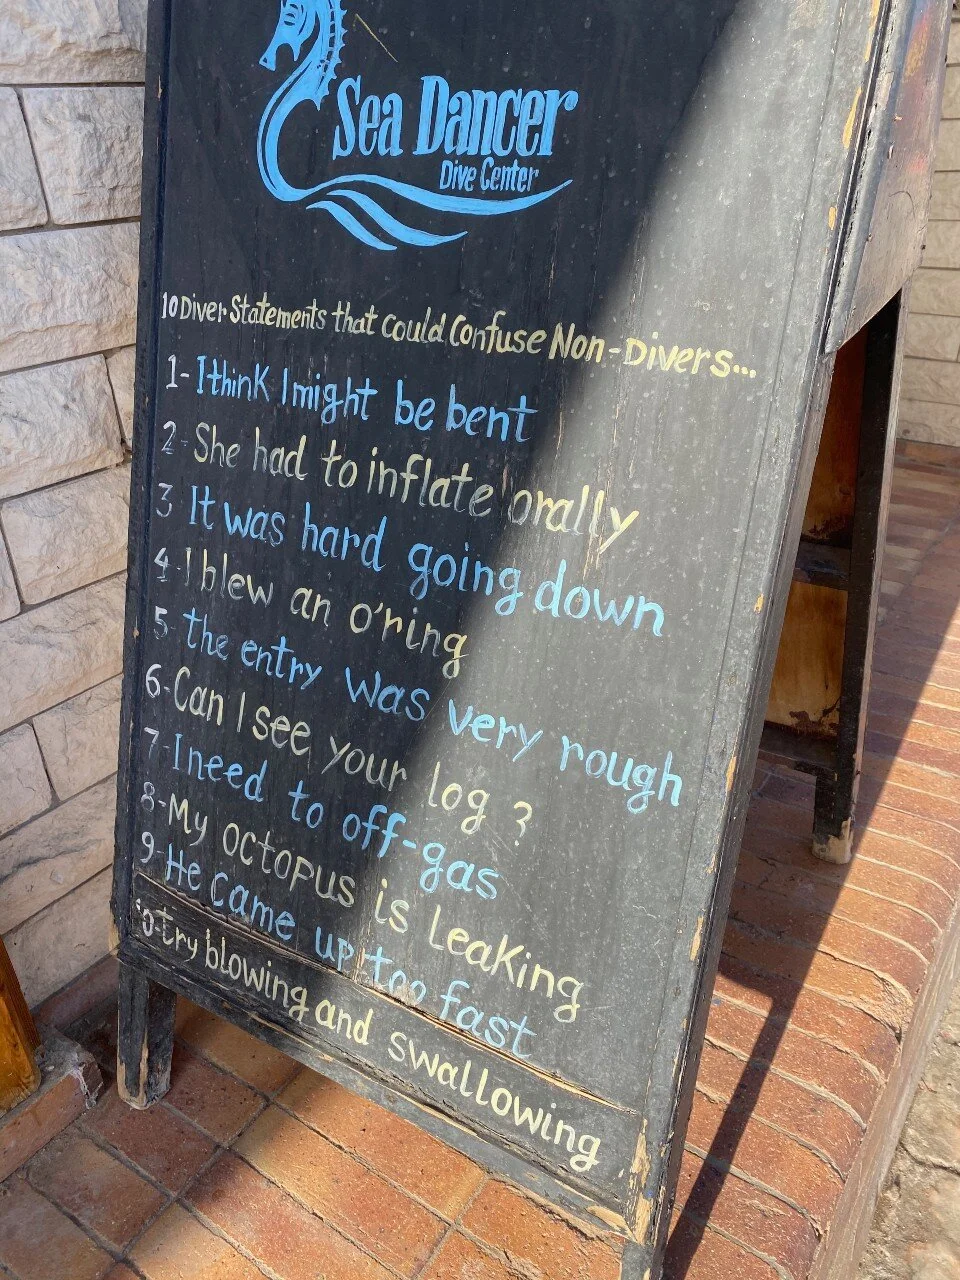 Sea Dancer
Dive Center
10 Diver Statements that could Confuse Non-Divers...
1- I think I might be bent
2- She had to inflate orally
3 It was hard going down
4- I blew an o'ring
5- the entry was very rough
6- Can I see your log ?
7- I need to off-gas
8- My octopus is Leaking
9- He came up too fast
10- try blowing and swallowing